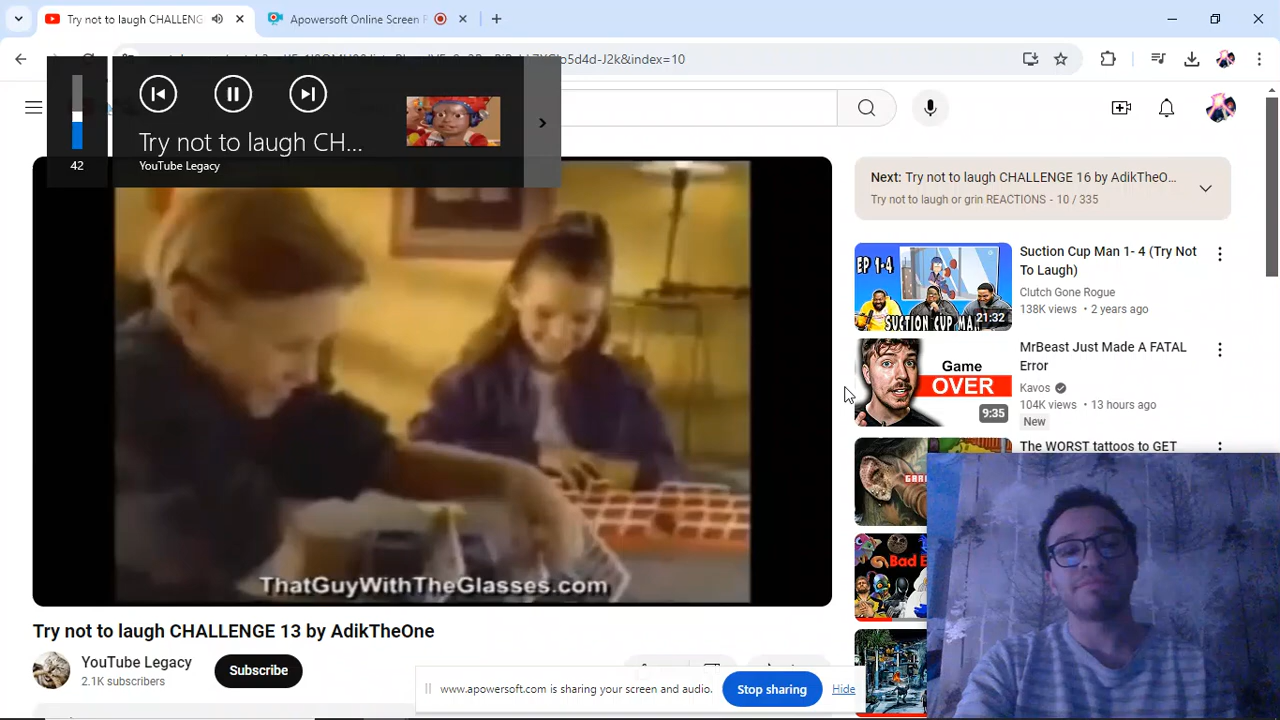 Try not to laugh CHALLENGE
Apowersoft Online Screen R
J2k&index=10
Try not to laugh CH...
YouTube Legacy
42
Next: Try not to laugh CHALLENGE 16 by AdikTheO...
Try not to laugh or grin REACTIONS - 10 / 335
EP 1-4
SUCTION CUP MAN
21:32
Suction Cup Man 1- 4 (Try Not
To Laugh)
Clutch Gone Rogue
138K views • 2 years ago
Game
OVER
9:35
MrBeast Just Made A FATAL
Error
Kavos
104K views • 13 hours ago
New
The WORST tattoos to GET
Bad E
ThatGuyWithTheGlasses.com
Try not to laugh CHALLENGE 13 by AdikTheOne
YouTube Legacy
2.1K subscribers
Subscribe
www.apowersoft.com is sharing your screen and audio.
Stop sharing
Hide